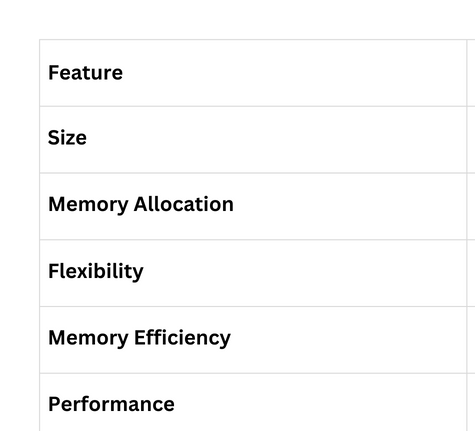 Feature
Size
Memory Allocation
Flexibility
Memory Efficiency
Performance